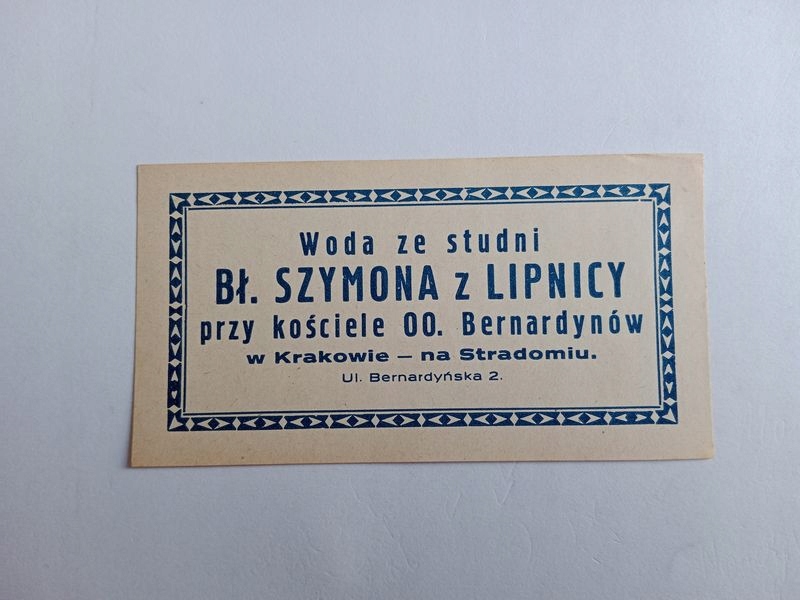 Woda ze studni
Bł. SZYMONA z LIPNICY
przy kościele OO. Bernardynów
w Krakowie — na Stradomiu.
Ul. Bernardyńska 2.